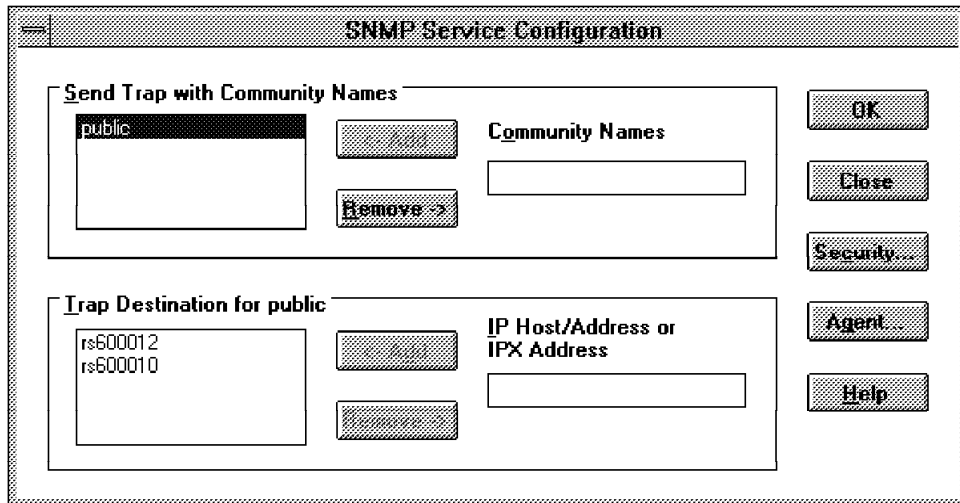 SNMP Service Configuration
Send Trap with Community Names
public
<- Add
Remove ->
Community Names
OK
Close
Security...
Agent...
Help
Trap Destination for public
rs600012
rs600010
<- Add
Remove ->
IP Host/Address or
IPX Address